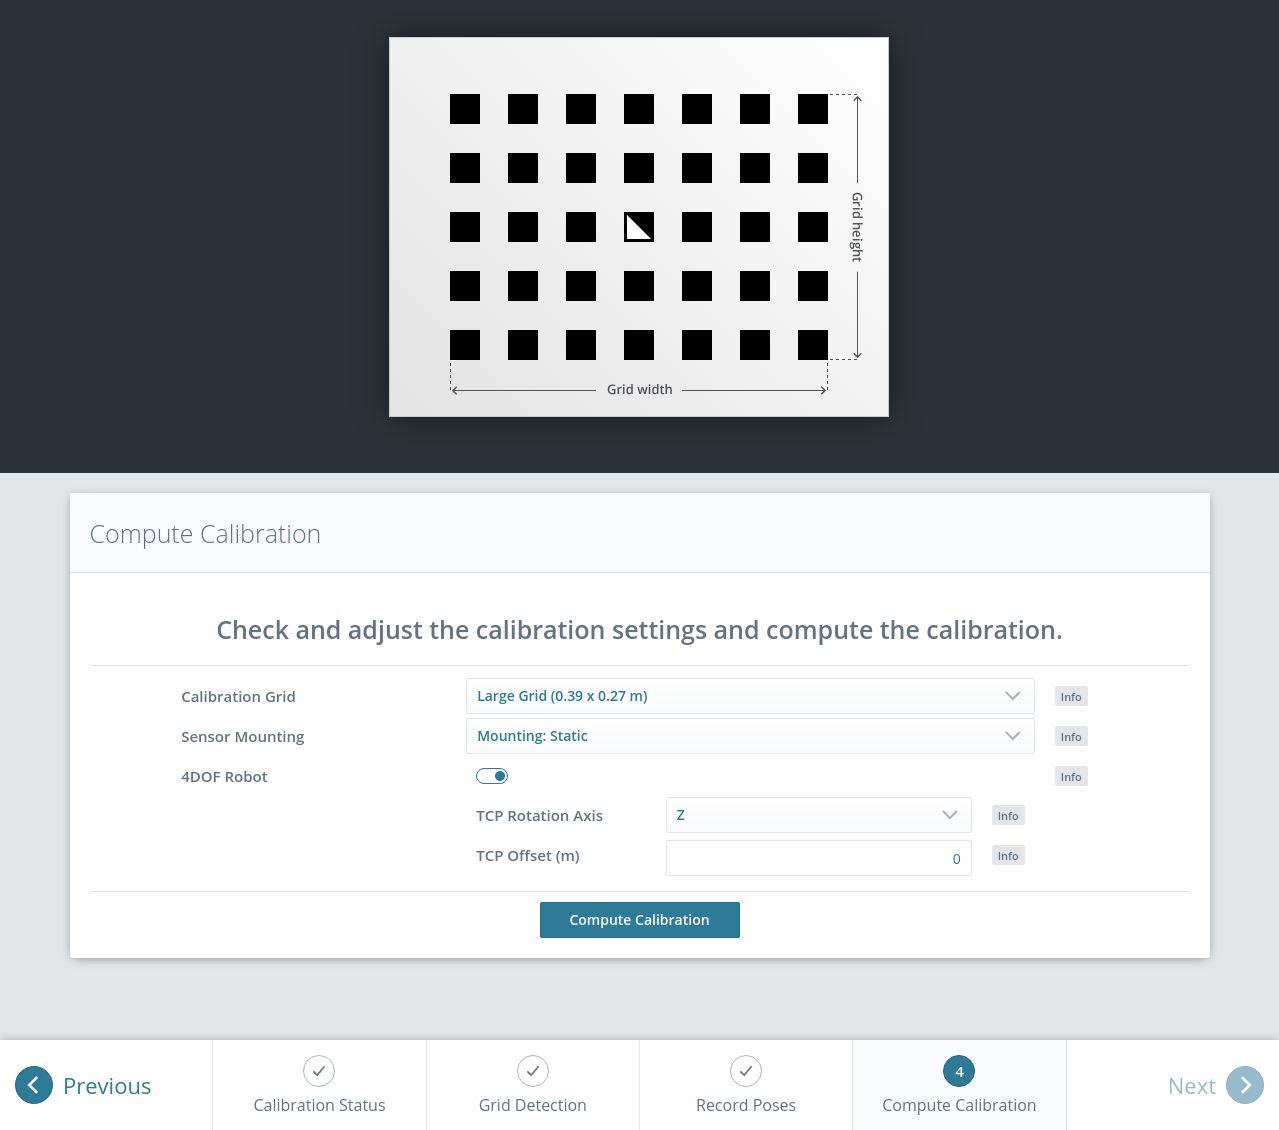 Grid height
Grid width
Compute Calibration
Check and adjust the calibration settings and compute the calibration.
Calibration Grid
Large Grid (0.39 x 0.27 m)
Info
Sensor Mounting
Mounting: Static
Info
4DOF Robot
Info
TCP Rotation Axis
Z
Info
TCP Offset (m)
0
Info
Compute Calibration
Previous
Calibration Status
Grid Detection
Record Poses
4
Compute Calibration
Next